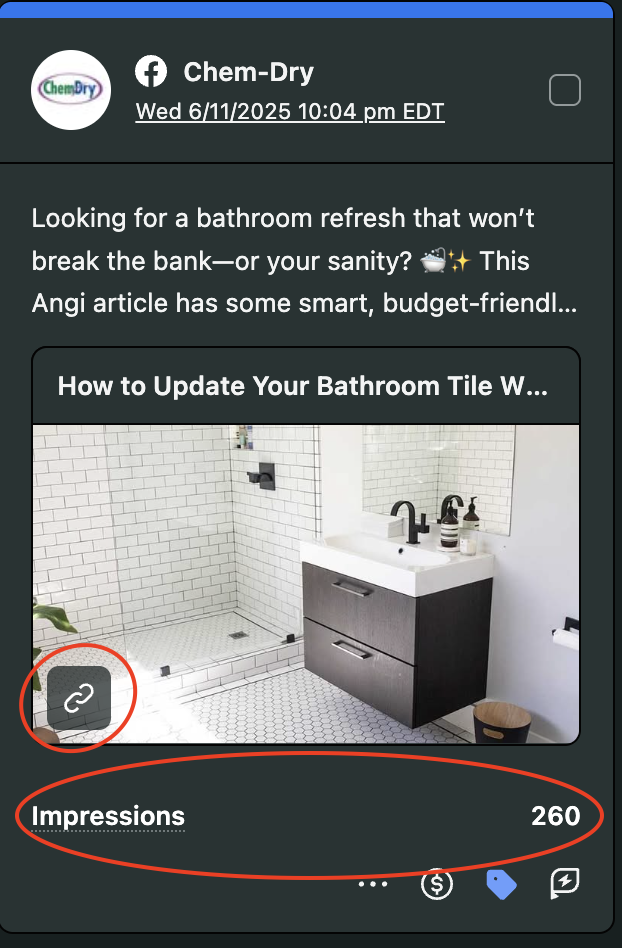 ChemDry
Chem-Dry
Wed 6/11/2025 10:04 pm EDT
Looking for a bathroom refresh that won’t
break the bank—or your sanity? 🛁✨ This
Angi article has some smart, budget-friendl...
How to Update Your Bathroom Tile W...
Impressions 260